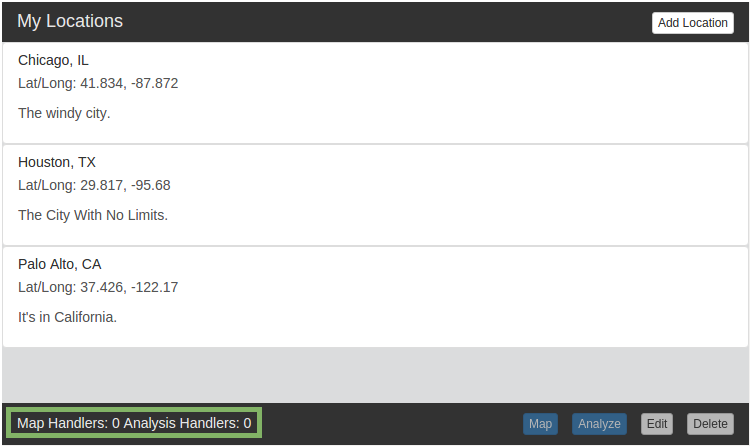 My Locations
Add Location
Chicago, IL
Lat/Long: 41.834, -87.872
The windy city.
Houston, TX
Lat/Long: 29.817, -95.68
The City With No Limits.
Palo Alto, CA
Lat/Long: 37.426, -122.17
It's in California.
Map Handlers: 0 Analysis Handlers: 0
Map
Analyze
Edit
Delete